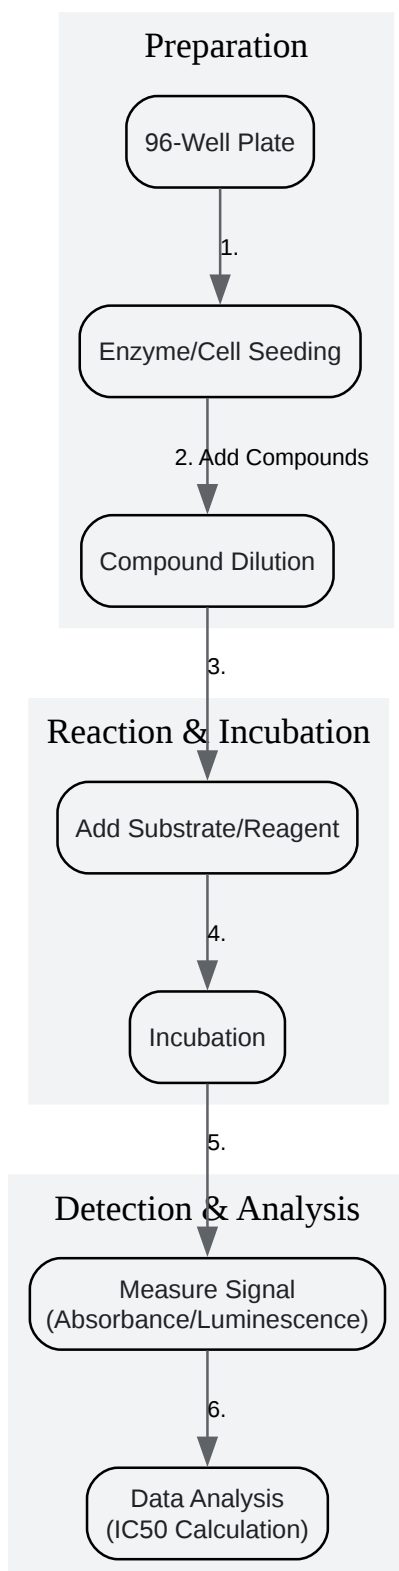 Preparation
96-Well Plate
1.
Enzyme/Cell Seeding
2. Add Compounds
Compound Dilution
3.
Reaction & Incubation
Add Substrate/Reagent
4.
Incubation
5.
Detection & Analysis
Measure Signal
(Absorbance/Luminescence)
6.
Data Analysis
(IC50 Calculation)